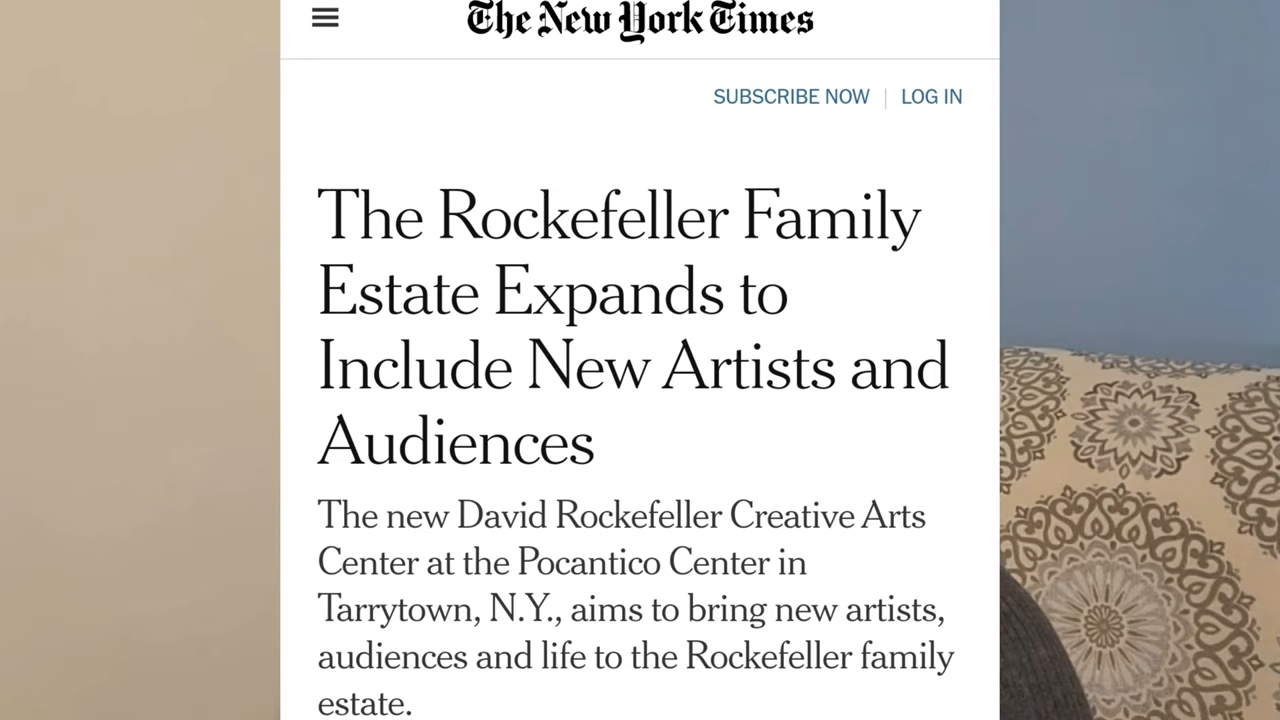 The New York Times
SUBSCRIBE NOW | LOG IN
The Rockefeller Family
Estate Expands to
Include New Artists and
Audiences
The new David Rockefeller Creative Arts
Center at the Pocantico Center in
Tarrytown, N.Y., aims to bring new artists,
audiences and life to the Rockefeller family
estate.